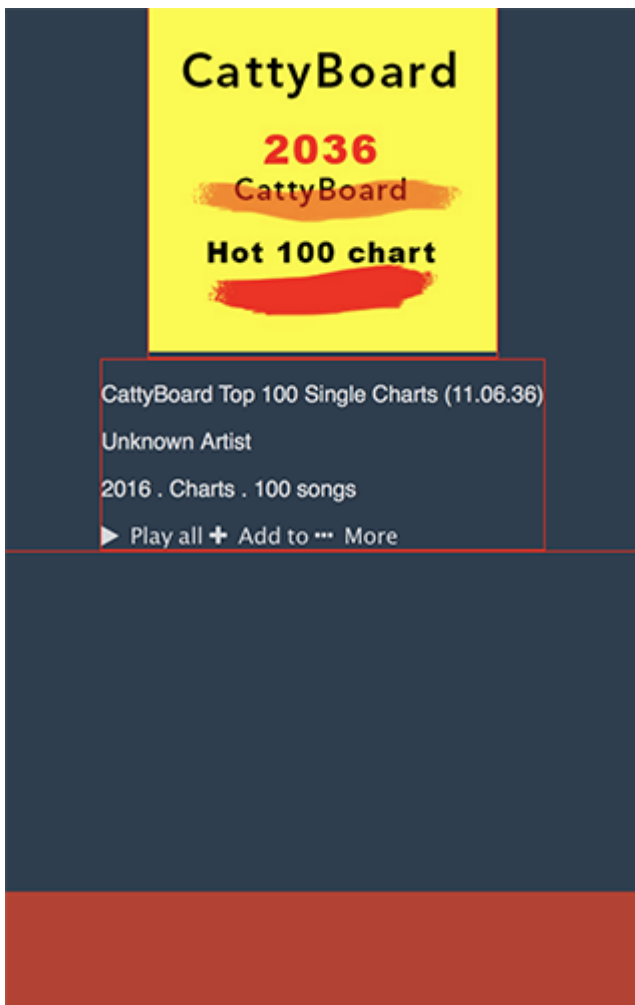 CattyBoard
2036
CattyBoard
Hot 100 chart
CattyBoard Top 100 Single Charts (11.06.36)
Unknown Artist
2016 . Charts . 100 songs
Play all Add to ··· More